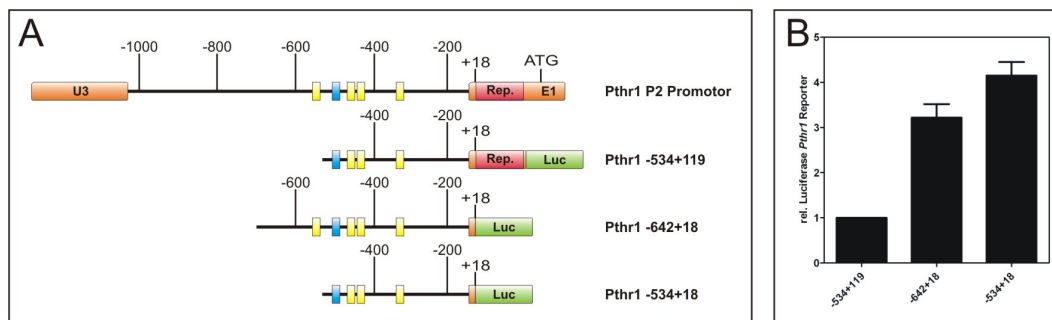 A
-1000 -800 -600 -400 -200
+18 ATG
U3 Rep. E1 Pthr1 P2 Promotor
-400 -200
+18
Rep. Luc Pthr1 -534+119
-600 -400 -200
+18
Luc Pthr1 -642+18
-400 -200
+18
Luc Pthr1 -534+18
B
rel. Luciferase Pthr1 Reporter
5
4
3
2
1
0
-534+119 -642+18 -534+18